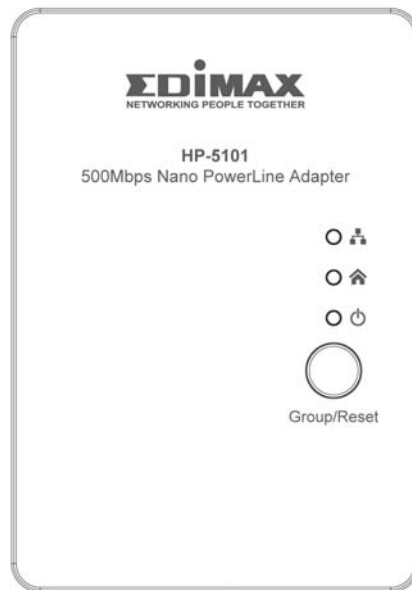 EDiMAX
NETWORKING PEOPLE TOGETHER
HP-5101
500Mbps Nano PowerLine Adapter
Group/Reset